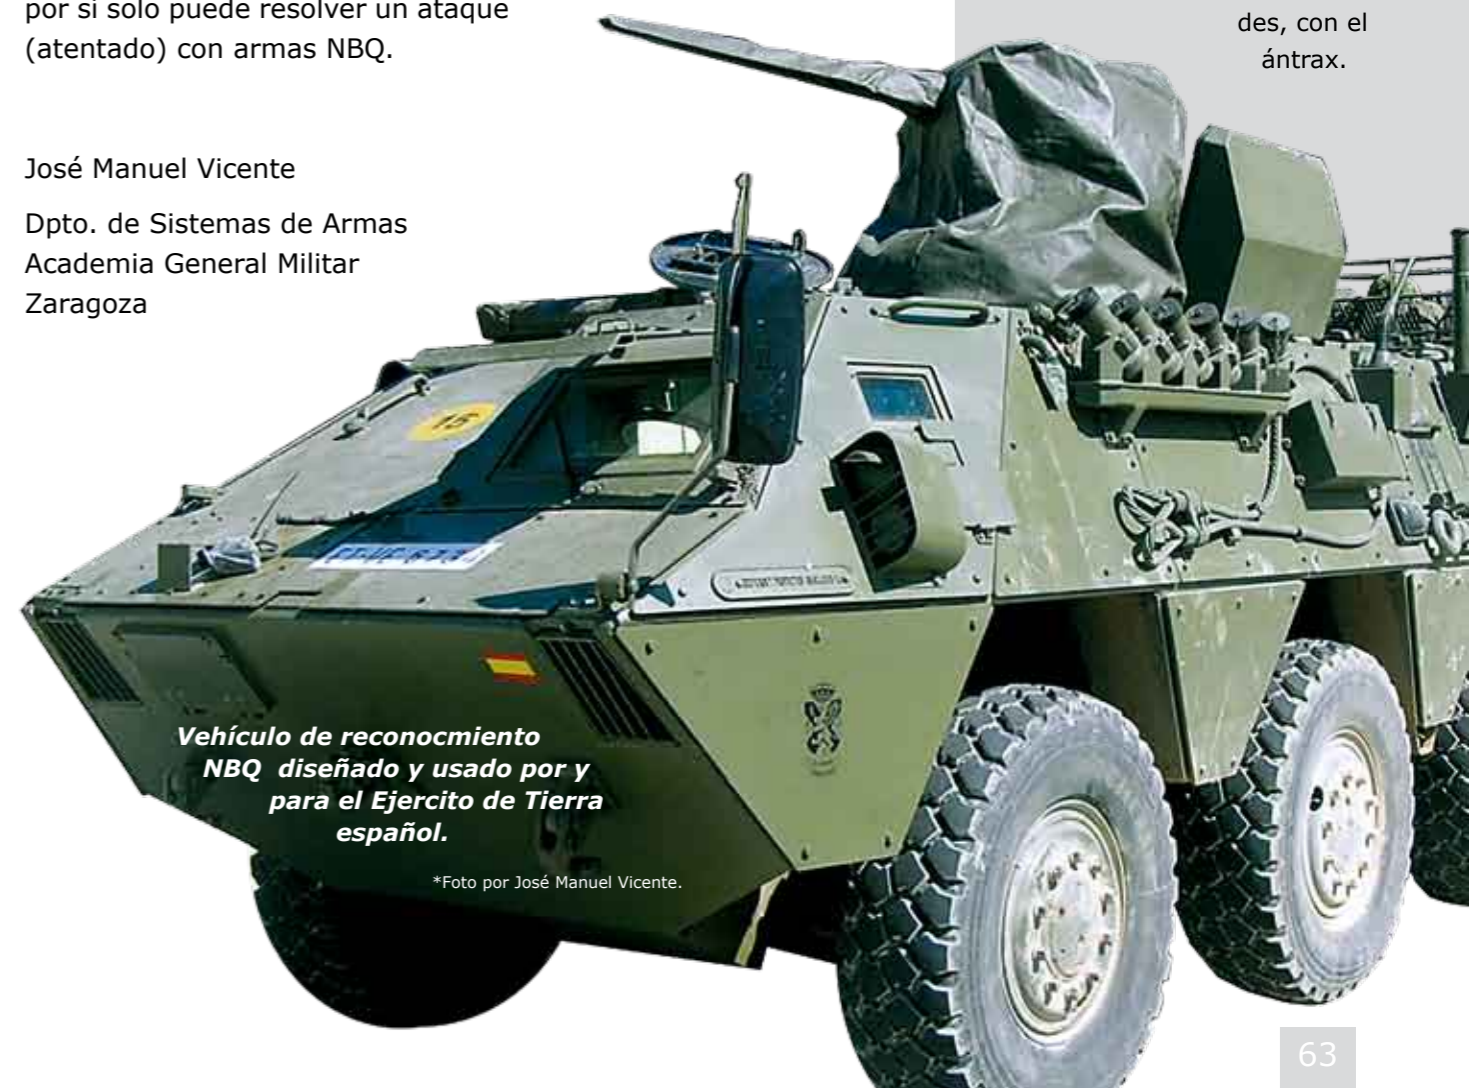 por sí solo puede resolver un ataque
(atentado) con armas NBQ.
José Manuel Vicente
Dpto. de Sistemas de Armas
Academia General Militar
Zaragoza
des, con el
ántrax.
15
Vehículo de reconocmiento
NBQ diseñado y usado por y
para el Ejercito de Tierra
español.
*Foto por José Manuel Vicente.
63